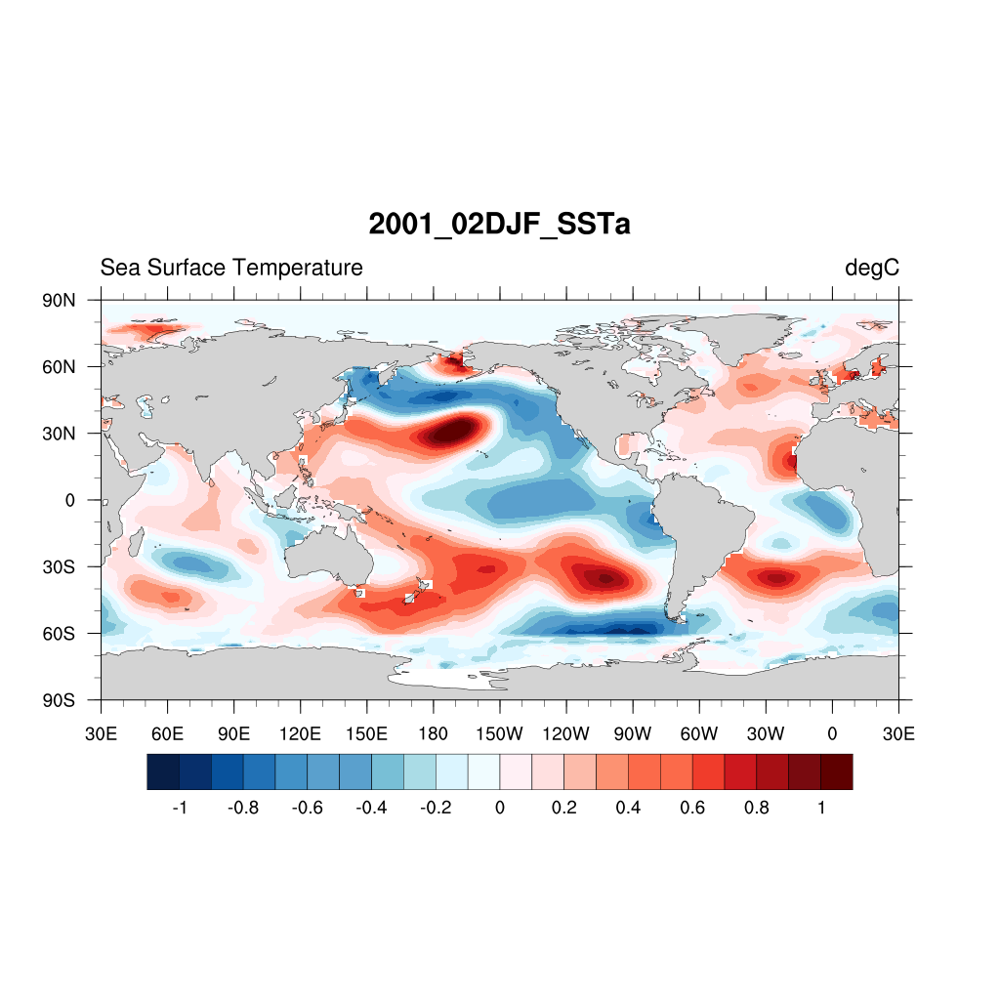 2001_02DJF_SSTa
Sea Surface Temperature degC
90N
60N
30N
0
30S
60S
90S
30E 60E 90E 120E 150E 180 150W 120W 90W 60W 30W 0 30E
-1 -0.8 -0.6 -0.4 -0.2 0 0.2 0.4 0.6 0.8 1